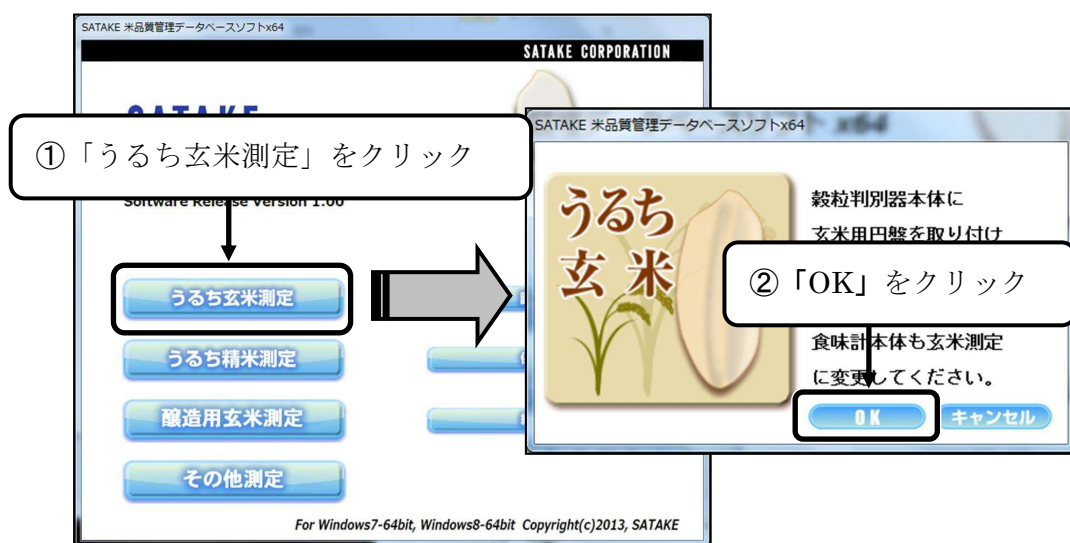 SATAKE 米品質管理データベースソフトx64
SATAKE CORPORATION
①「うるち玄米測定」をクリック
Software Release Version 1.00
うるち玄米測定
うるち精米測定
醸造用玄米測定
その他測定
For Windows7-64bit, Windows8-64bit Copyright(c)2013, SATAKE
SATAKE 米品質管理データベースソフトx64
うるち
玄米
穀粒判別器本体に
玄米用円盤を取り付け
②「OK」をクリック
食味計本体も玄米測定
に変更してください。
OK
キャンセル